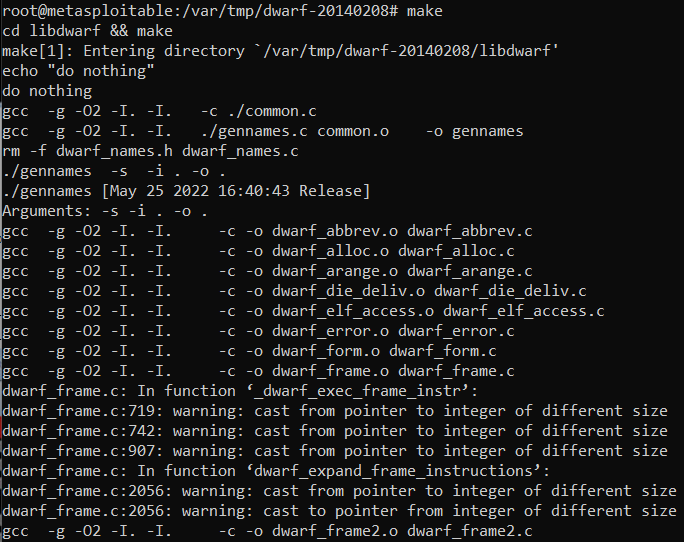 root@metasploitable:/var/tmp/dwarf-20140208# make
cd libdwarf && make
make[1]: Entering directory `/var/tmp/dwarf-20140208/libdwarf'
echo "do nothing"
do nothing
gcc  -g -O2 -I. -I.   -c ./common.c
gcc  -g -O2 -I. -I.   ./gennames.c common.o    -o gennames
rm -f dwarf_names.h dwarf_names.c
./gennames  -s  -i . -o .
./gennames [May 25 2022 16:40:43 Release]
Arguments: -s -i . -o .
gcc  -g -O2 -I. -I.     -c -o dwarf_abbrev.o dwarf_abbrev.c
gcc  -g -O2 -I. -I.     -c -o dwarf_alloc.o dwarf_alloc.c
gcc  -g -O2 -I. -I.     -c -o dwarf_arange.o dwarf_arange.c
gcc  -g -O2 -I. -I.     -c -o dwarf_die_deliv.o dwarf_die_deliv.c
gcc  -g -O2 -I. -I.     -c -o dwarf_elf_access.o dwarf_elf_access.c
gcc  -g -O2 -I. -I.     -c -o dwarf_error.o dwarf_error.c
gcc  -g -O2 -I. -I.     -c -o dwarf_form.o dwarf_form.c
gcc  -g -O2 -I. -I.     -c -o dwarf_frame.o dwarf_frame.c
dwarf_frame.c: In function ‘_dwarf_exec_frame_instr’:
dwarf_frame.c:719: warning: cast from pointer to integer of different size
dwarf_frame.c:742: warning: cast from pointer to integer of different size
dwarf_frame.c:907: warning: cast from pointer to integer of different size
dwarf_frame.c: In function ‘dwarf_expand_frame_instructions’:
dwarf_frame.c:2056: warning: cast from pointer to integer of different size
dwarf_frame.c:2056: warning: cast to pointer from integer of different size
gcc  -g -O2 -I. -I.     -c -o dwarf_frame2.o dwarf_frame2.c